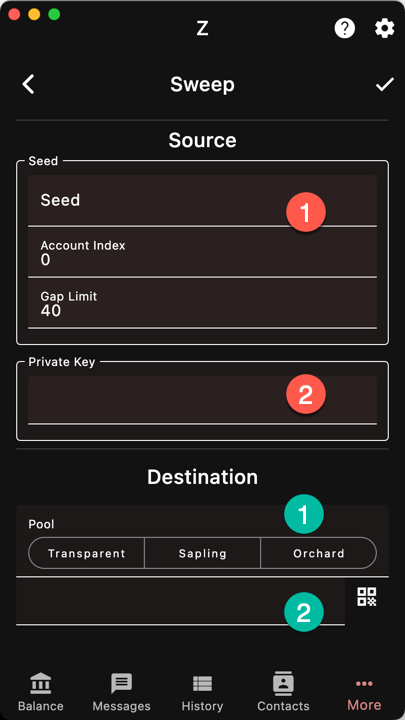 Z
Sweep
Source
Seed
Seed
1
Account Index
0
Gap Limit
40
Private Key
2
Destination
1
Pool
Transparent Sapling Orchard
2
Balance Messages History Contacts More